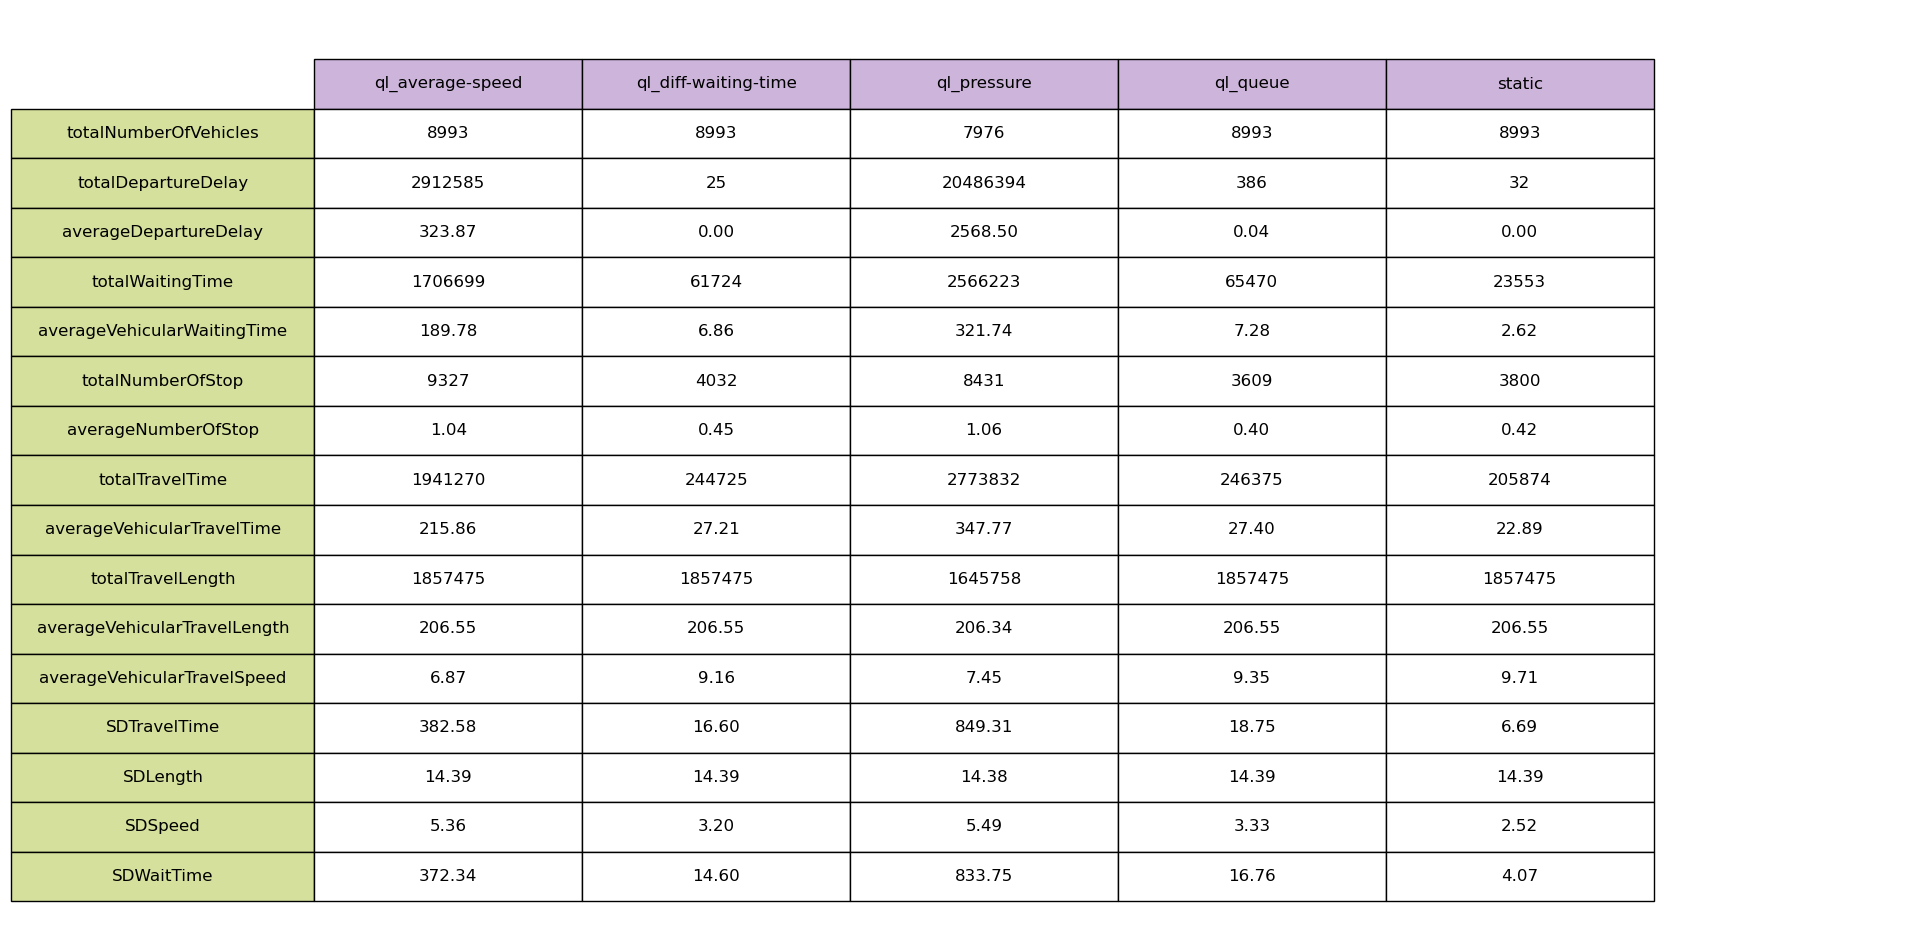 ql_average-speed ql_diff-waiting-time ql_pressure ql_queue static
totalNumberOfVehicles 8993 8993 7976 8993 8993
totalDepartureDelay 2912585 25 20486394 386 32
averageDepartureDelay 323.87 0.00 2568.50 0.04 0.00
totalWaitingTime 1706699 61724 2566223 65470 23553
averageVehicularWaitingTime 189.78 6.86 321.74 7.28 2.62
totalNumberOfStop 9327 4032 8431 3609 3800
averageNumberOfStop 1.04 0.45 1.06 0.40 0.42
totalTravelTime 1941270 244725 2773832 246375 205874
averageVehicularTravelTime 215.86 27.21 347.77 27.40 22.89
totalTravelLength 1857475 1857475 1645758 1857475 1857475
averageVehicularTravelLength 206.55 206.55 206.34 206.55 206.55
averageVehicularTravelSpeed 6.87 9.16 7.45 9.35 9.71
SDTravelTime 382.58 16.60 849.31 18.75 6.69
SDLength 14.39 14.39 14.38 14.39 14.39
SDSpeed 5.36 3.20 5.49 3.33 2.52
SDWaitTime 372.34 14.60 833.75 16.76 4.07